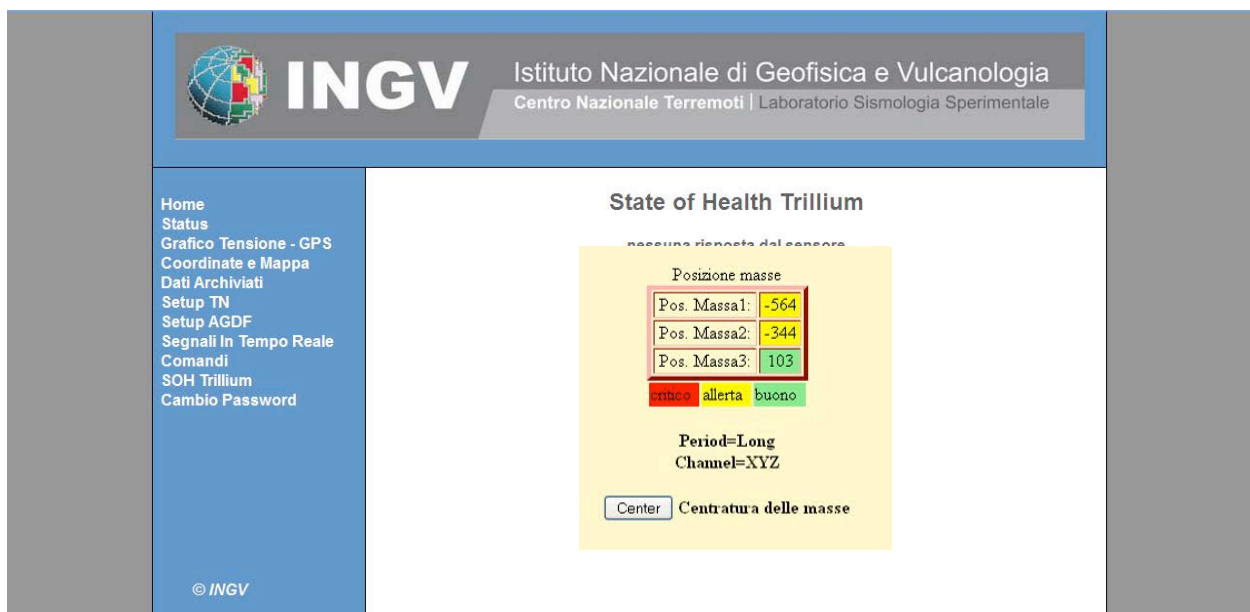 INGV
Istituto Nazionale di Geofisica e Vulcanologia
Centro Nazionale Terremoti | Laboratorio Sismologia Sperimentale
Home
Status
Grafico Tensione - GPS
Coordinate e Mappa
Dati Archiviati
Setup TN
Setup AGDF
Segnali In Tempo Reale
Comandi
SOH Trillium
Cambio Password
© INGV
State of Health Trillium
nessuna risposta dal sensore
Posizione masse
Pos. Massa1: -564
Pos. Massa2: -344
Pos. Massa3: 103
critico allerta buono
Period=Long
Channel=XYZ
Center Centratura delle masse